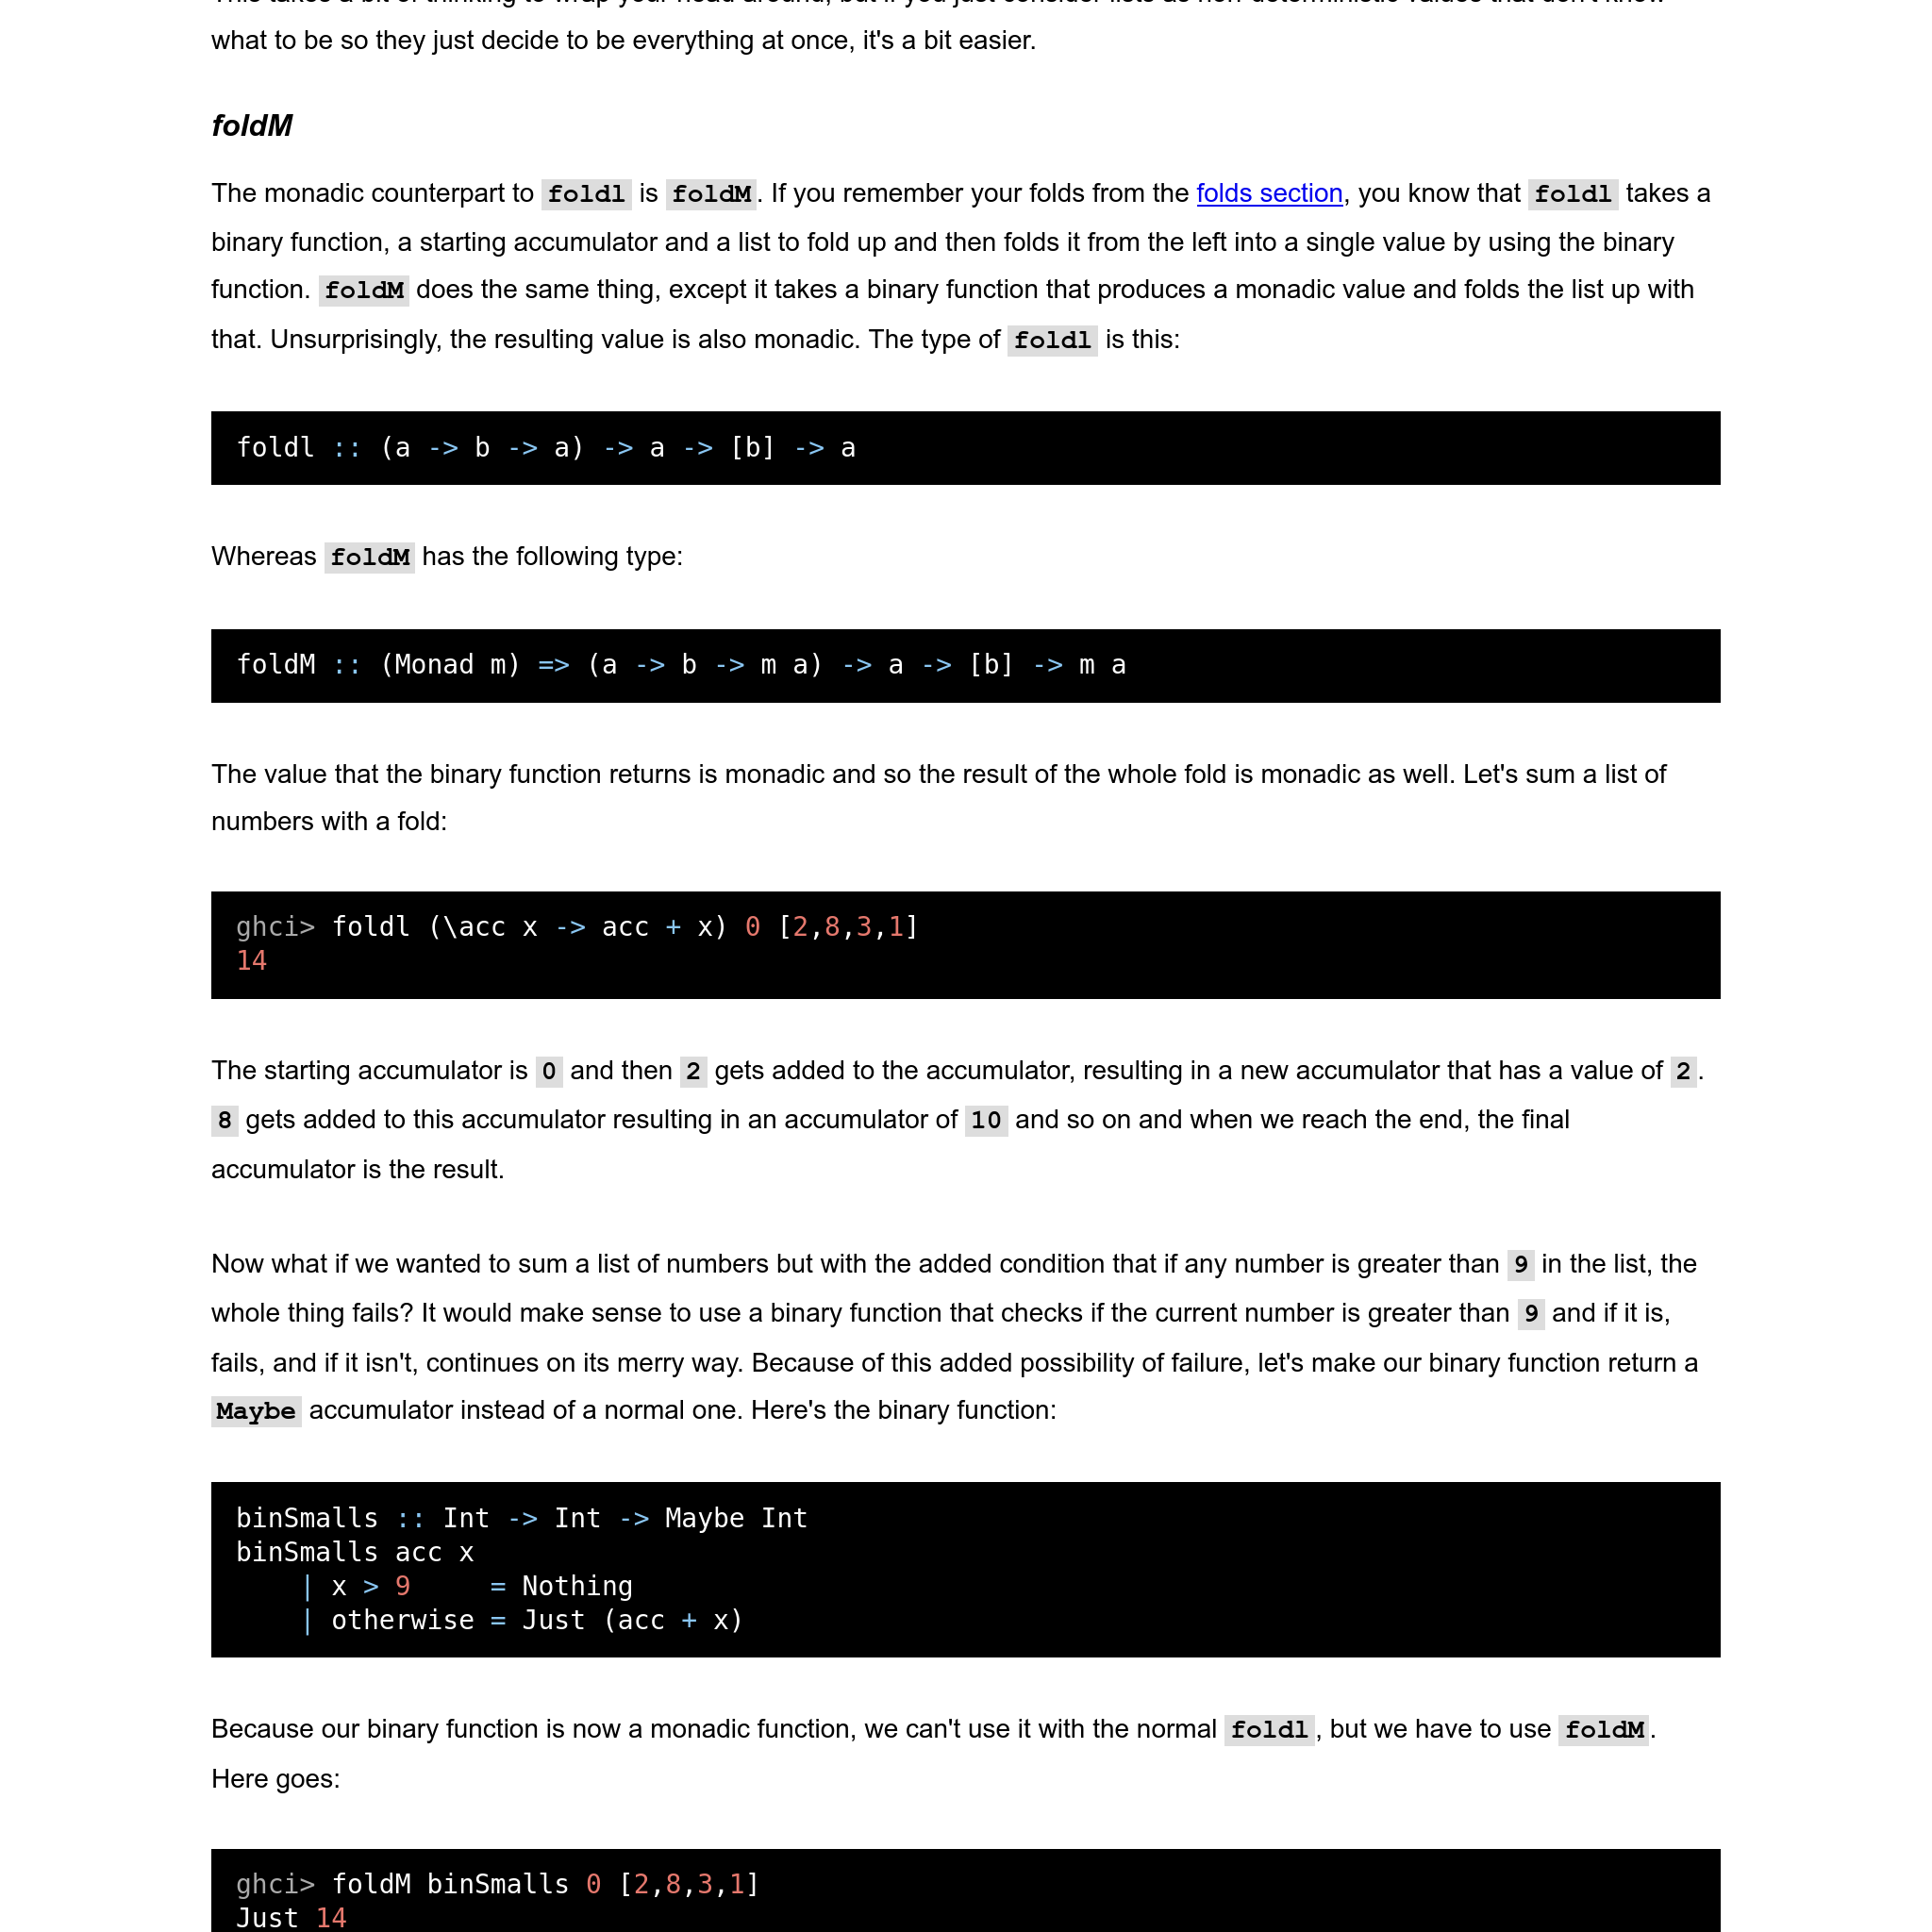 what to be so they just decide to be everything at once, it's a bit easier.
foldM
The monadic counterpart to foldl is foldM. If you remember your folds from the folds section, you know that foldl takes a
binary function, a starting accumulator and a list to fold up and then folds it from the left into a single value by using the binary
function. foldM does the same thing, except it takes a binary function that produces a monadic value and folds the list up with
that. Unsurprisingly, the resulting value is also monadic. The type of foldl is this:
foldl :: (a -> b -> a) -> a -> [b] -> a
Whereas foldM has the following type:
foldM :: (Monad m) => (a -> b -> m a) -> a -> [b] -> m a
The value that the binary function returns is monadic and so the result of the whole fold is monadic as well. Let's sum a list of
numbers with a fold:
ghci> foldl (\acc x -> acc + x) 0 [2,8,3,1]
14
The starting accumulator is 0 and then 2 gets added to the accumulator, resulting in a new accumulator that has a value of 2.
8 gets added to this accumulator resulting in an accumulator of 10 and so on and when we reach the end, the final
accumulator is the result.
Now what if we wanted to sum a list of numbers but with the added condition that if any number is greater than 9 in the list, the
whole thing fails? It would make sense to use a binary function that checks if the current number is greater than 9 and if it is,
fails, and if it isn't, continues on its merry way. Because of this added possibility of failure, let's make our binary function return a
Maybe accumulator instead of a normal one. Here's the binary function:
binSmalls :: Int -> Int -> Maybe Int
binSmalls acc x
    | x > 9     = Nothing
    | otherwise = Just (acc + x)
Because our binary function is now a monadic function, we can't use it with the normal foldl, but we have to use foldM.
Here goes:
ghci> foldM binSmalls 0 [2,8,3,1]
Just 14